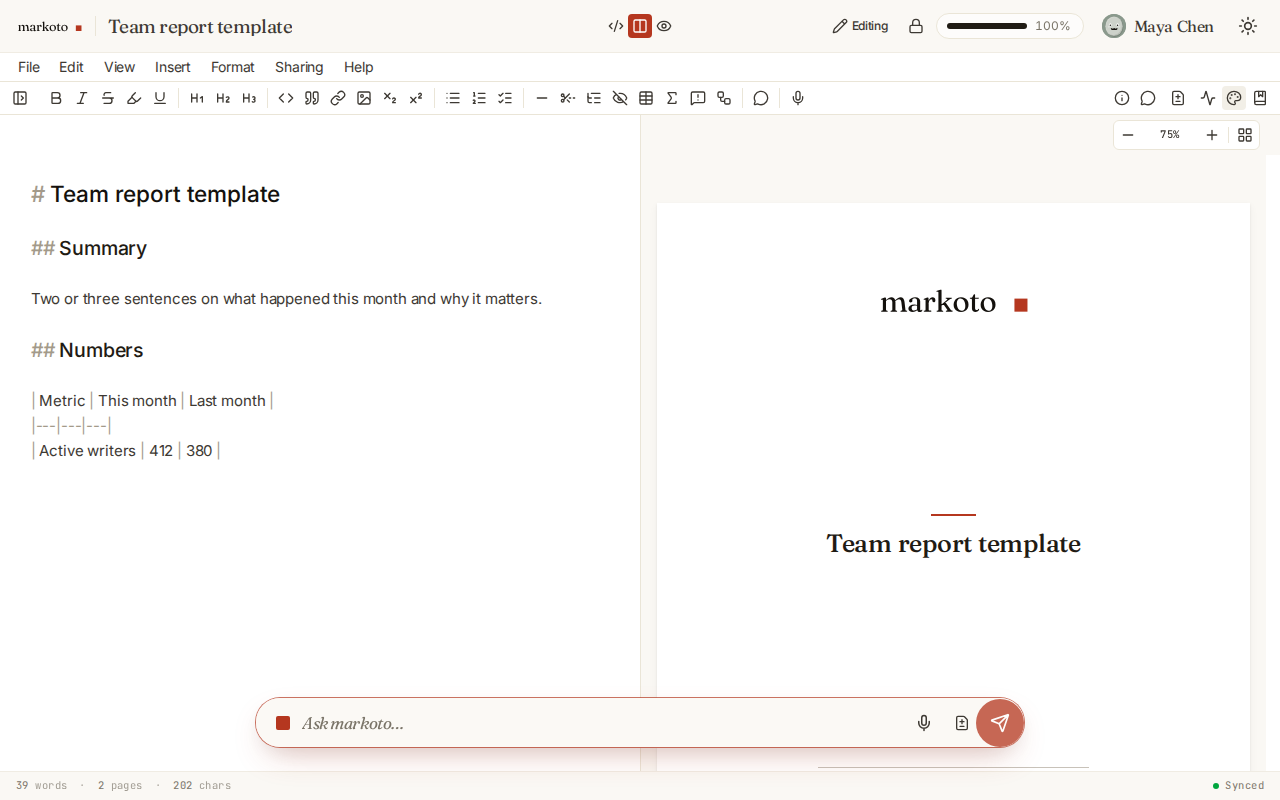 markoto
Team report template
Editing
100%
Maya Chen
File Edit View Insert Format Sharing Help
H1 H2 H3
75%
# Team report template
## Summary
Two or three sentences on what happened this month and why it matters.
## Numbers
| Metric | This month | Last month |
|---|---|---|
| Active writers | 412 | 380 |
markoto
Team report template
Ask markoto...
39 words · 2 pages · 202 chars
Synced